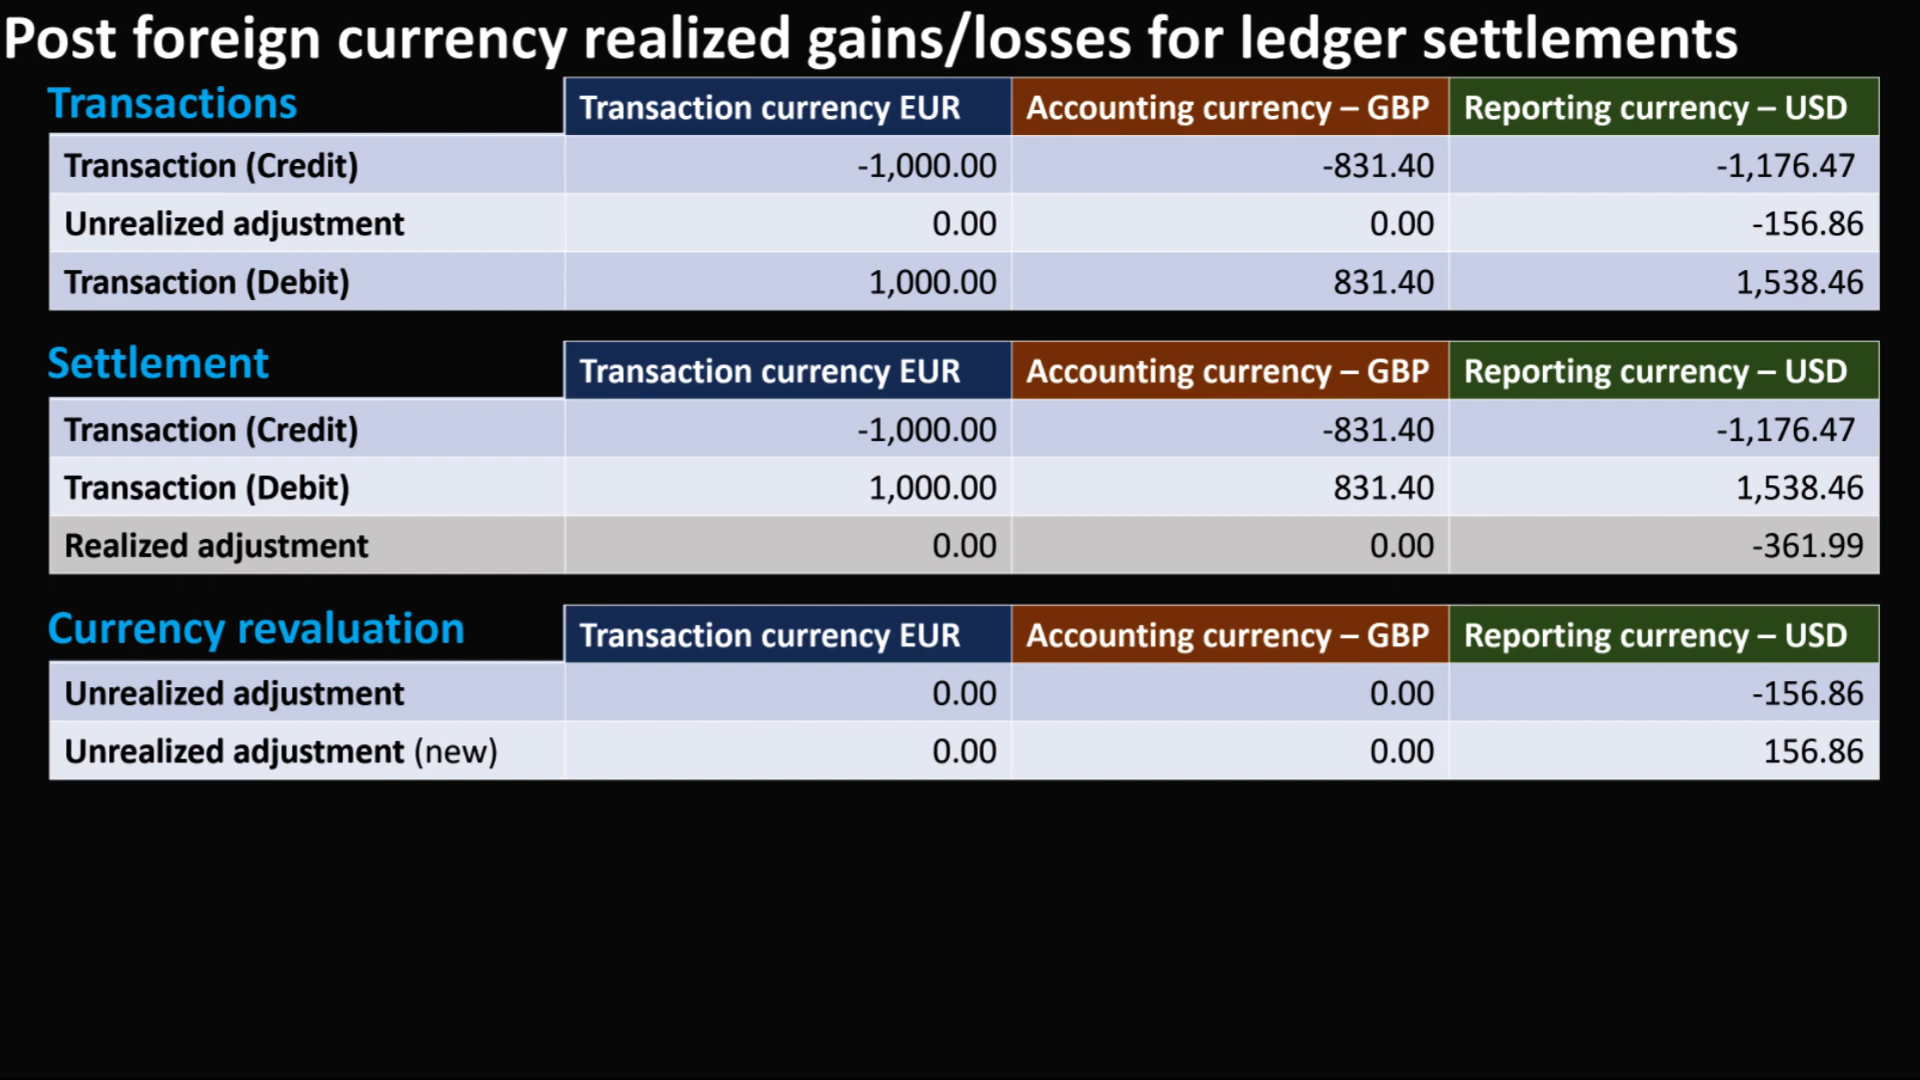 Post foreign currency realized gains/losses for ledger settlements
Transactions Transaction currency EUR Accounting currency – GBP Reporting currency – USD
Transaction (Credit) -1,000.00 -831.40 -1,176.47
Unrealized adjustment 0.00 0.00 -156.86
Transaction (Debit) 1,000.00 831.40 1,538.46
Settlement Transaction currency EUR Accounting currency – GBP Reporting currency – USD
Transaction (Credit) -1,000.00 -831.40 -1,176.47
Transaction (Debit) 1,000.00 831.40 1,538.46
Realized adjustment 0.00 0.00 -361.99
Currency revaluation Transaction currency EUR Accounting currency – GBP Reporting currency – USD
Unrealized adjustment 0.00 0.00 -156.86
Unrealized adjustment (new) 0.00 0.00 156.86